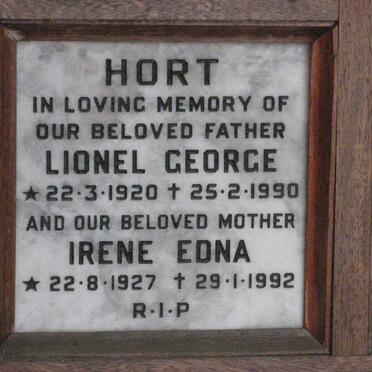 HORT
IN LOVING MEMORY OF
OUR BELOVED FATHER
LIONEL GEORGE
★ 22·3·1920 † 25·2·1990
AND OUR BELOVED MOTHER
IRENE EDNA
★ 22·8·1927 † 29·1·1992
R·I·P